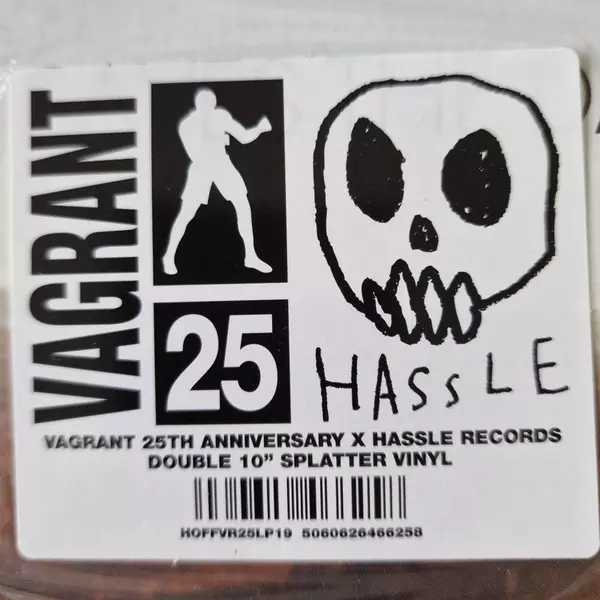 VAGRANT
25
HASSLE
VAGRANT 25TH ANNIVERSARY X HASSLE RECORDS
DOUBLE 10" SPLATTER VINYL
HOFFVR25LP19 5060626466258